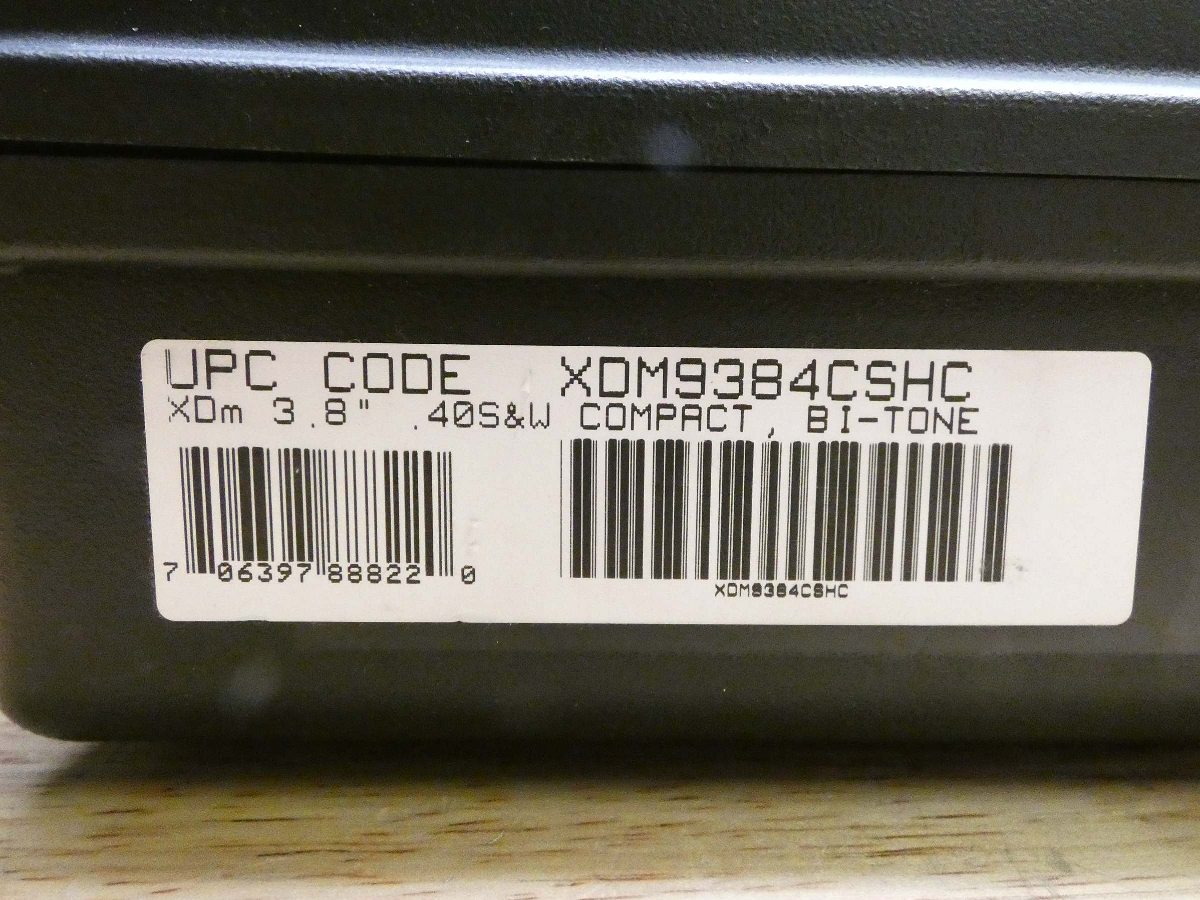 UPC CODE XDM9384CSHC
XDm 3.8" .40S&W COMPACT, BI-TONE
7 06397 88822 0
XDM9384CSHC